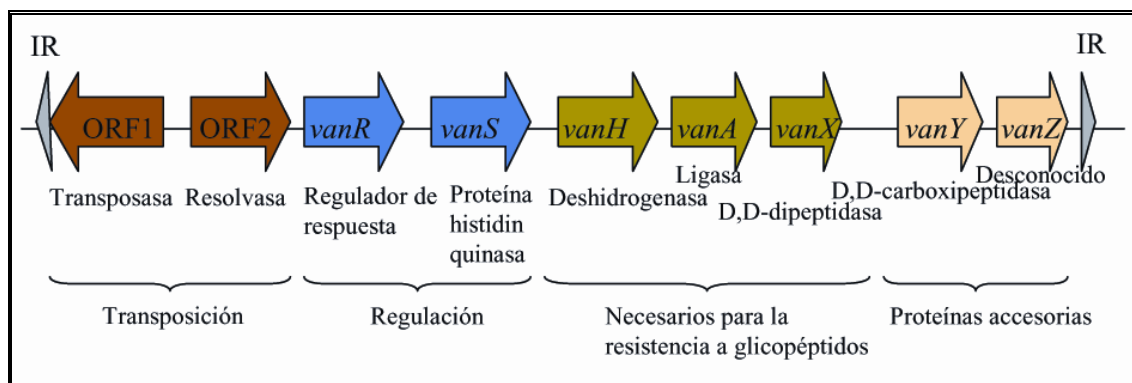 IR
IR
ORF1
ORF2
vanR
vanS
vanH
vanA
vanX
vanY
vanZ
Transposasa
Resolvasa
Regulador de
respuesta
Proteína
histidin
quinasa
Deshidrogenasa
Ligasa
D,D-dipeptidasa
D,D-carboxipeptidasa
Desconocido
Transposición
Regulación
Necesarios para la
resistencia a glicopéptidos
Proteínas accesorias